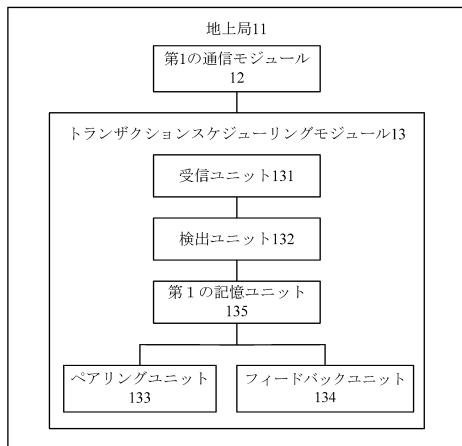 地上局11
第1の通信モジュール
12
トランザクションスケジューリングモジュール13
受信ユニット131
検出ユニット132
第１の記憶ユニット
135
ペアリングユニット
133
フィードバックユニット
134